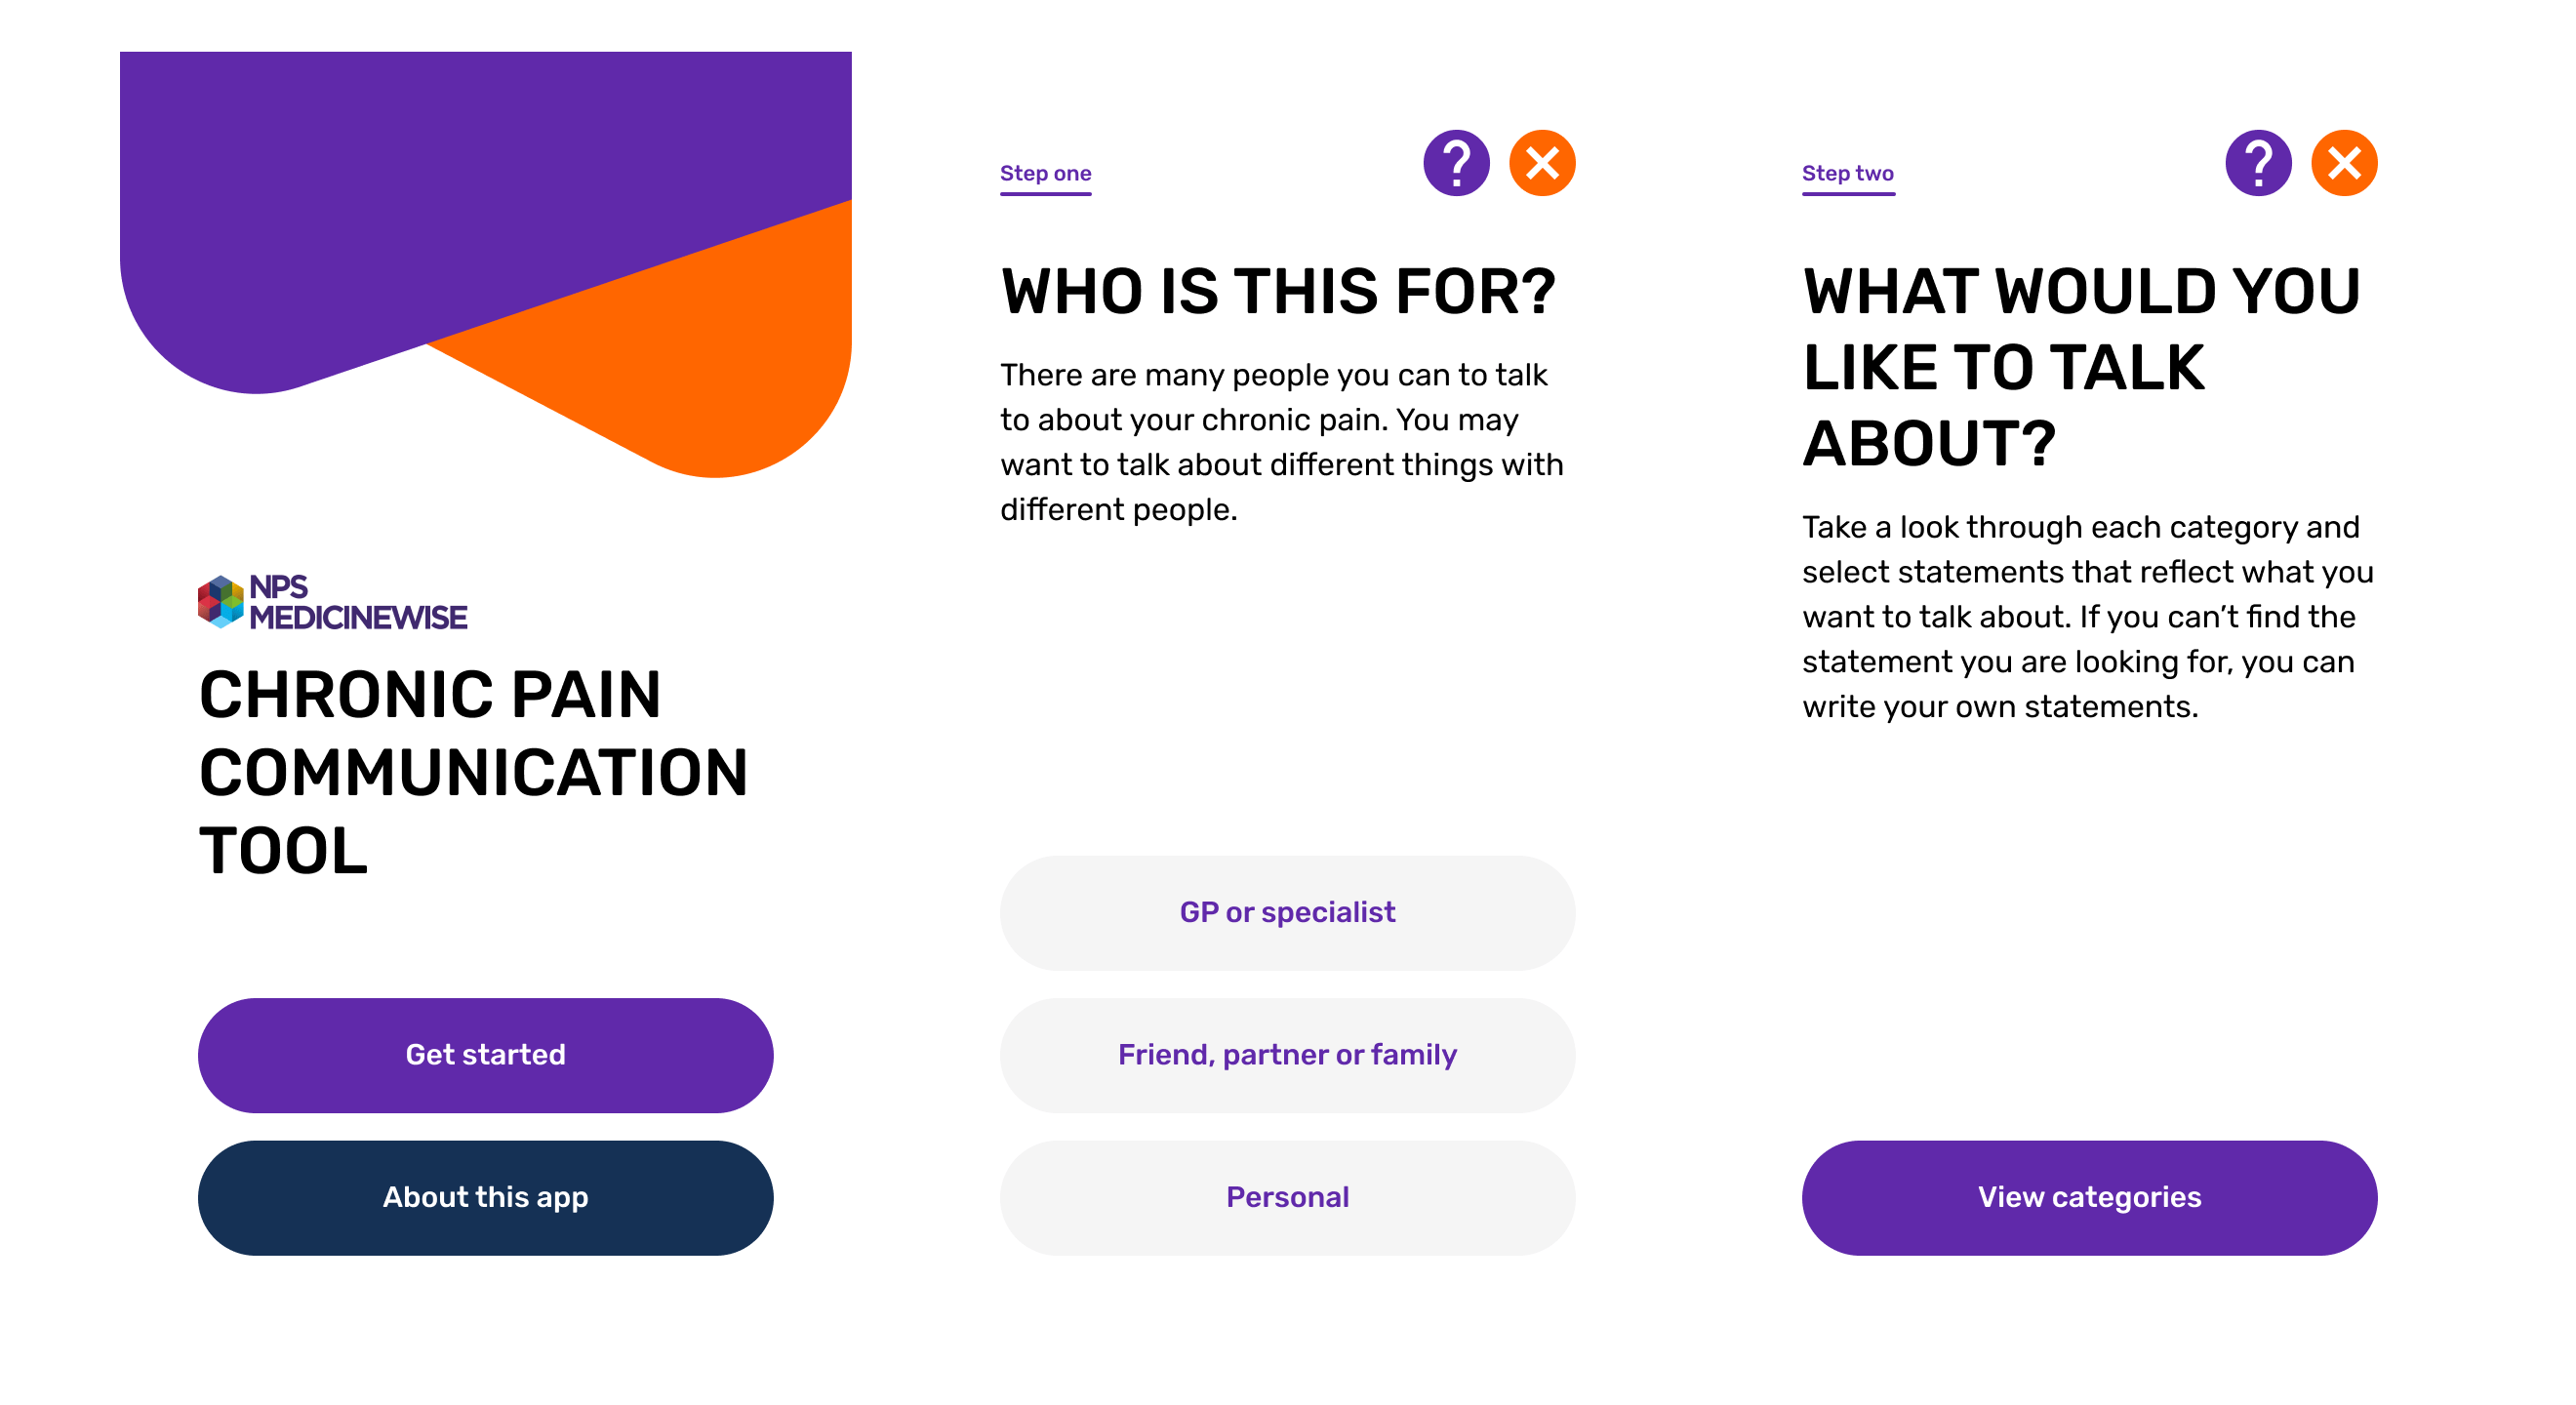 NPS
MEDICINEWISE
CHRONIC PAIN
COMMUNICATION
TOOL
Get started
About this app
Step one
?
WHO IS THIS FOR?
There are many people you can to talk
to about your chronic pain. You may
want to talk about different things with
different people.
GP or specialist
Friend, partner or family
Personal
Step two
?
WHAT WOULD YOU
LIKE TO TALK
ABOUT?
Take a look through each category and
select statements that reflect what you
want to talk about. If you can’t find the
statement you are looking for, you can
write your own statements.
View categories